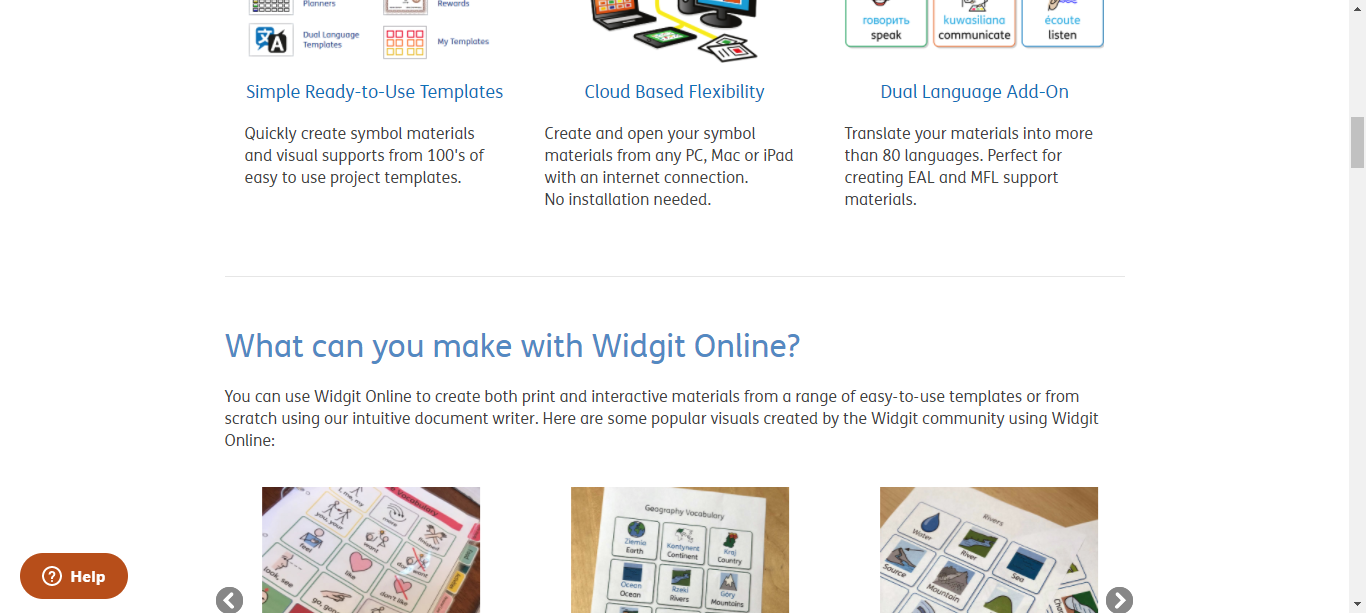 Planners
Rewards
Dual Language
Templates
My Templates
говорить
speak
kuwasiliana
communicate
écoute
listen
Simple Ready-to-Use Templates
Cloud Based Flexibility
Dual Language Add-On
Quickly create symbol materials
and visual supports from 100's of
easy to use project templates.
Create and open your symbol
materials from any PC, Mac or iPad
with an internet connection.
No installation needed.
Translate your materials into more
than 80 languages. Perfect for
creating EAL and MFL support
materials.
What can you make with Widgit Online?
You can use Widgit Online to create both print and interactive materials from a range of easy-to-use templates or from
scratch using our intuitive document writer. Here are some popular visuals created by the Widgit community using Widgit
Online:
Vocabulary
I, me, my
you, your
more
finished
feel
want
don't want
look, see
like
go, going
don't like
Geography Vocabulary
Ziemia
Earth
Kontynent
Continent
Kraj
Country
Ocean
Ocean
Rzeki
Rivers
Góry
Mountains
Rivers
Water
River
Sea
Source
Mountain
Help